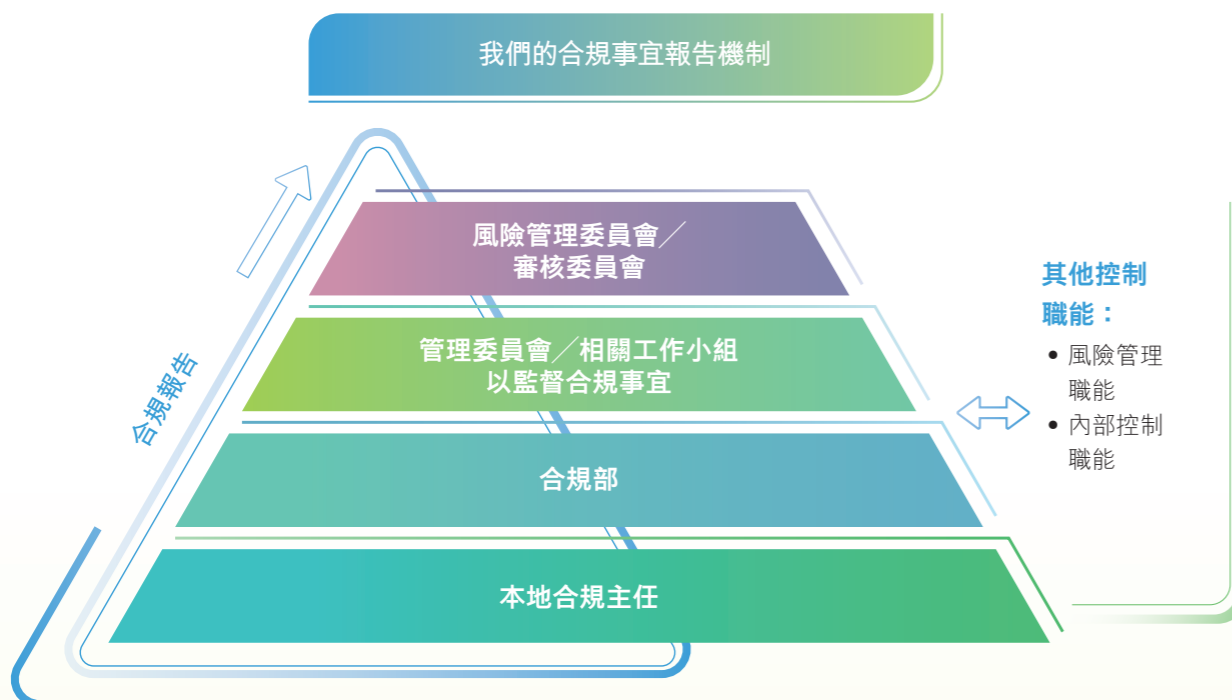 我們的合規事宜報告機制
合規報告
風險管理委員會／
審核委員會
管理委員會／相關工作小組
以監督合規事宜
合規部
本地合規主任
其他控制
職能：
• 風險管理
職能
• 內部控制
職能